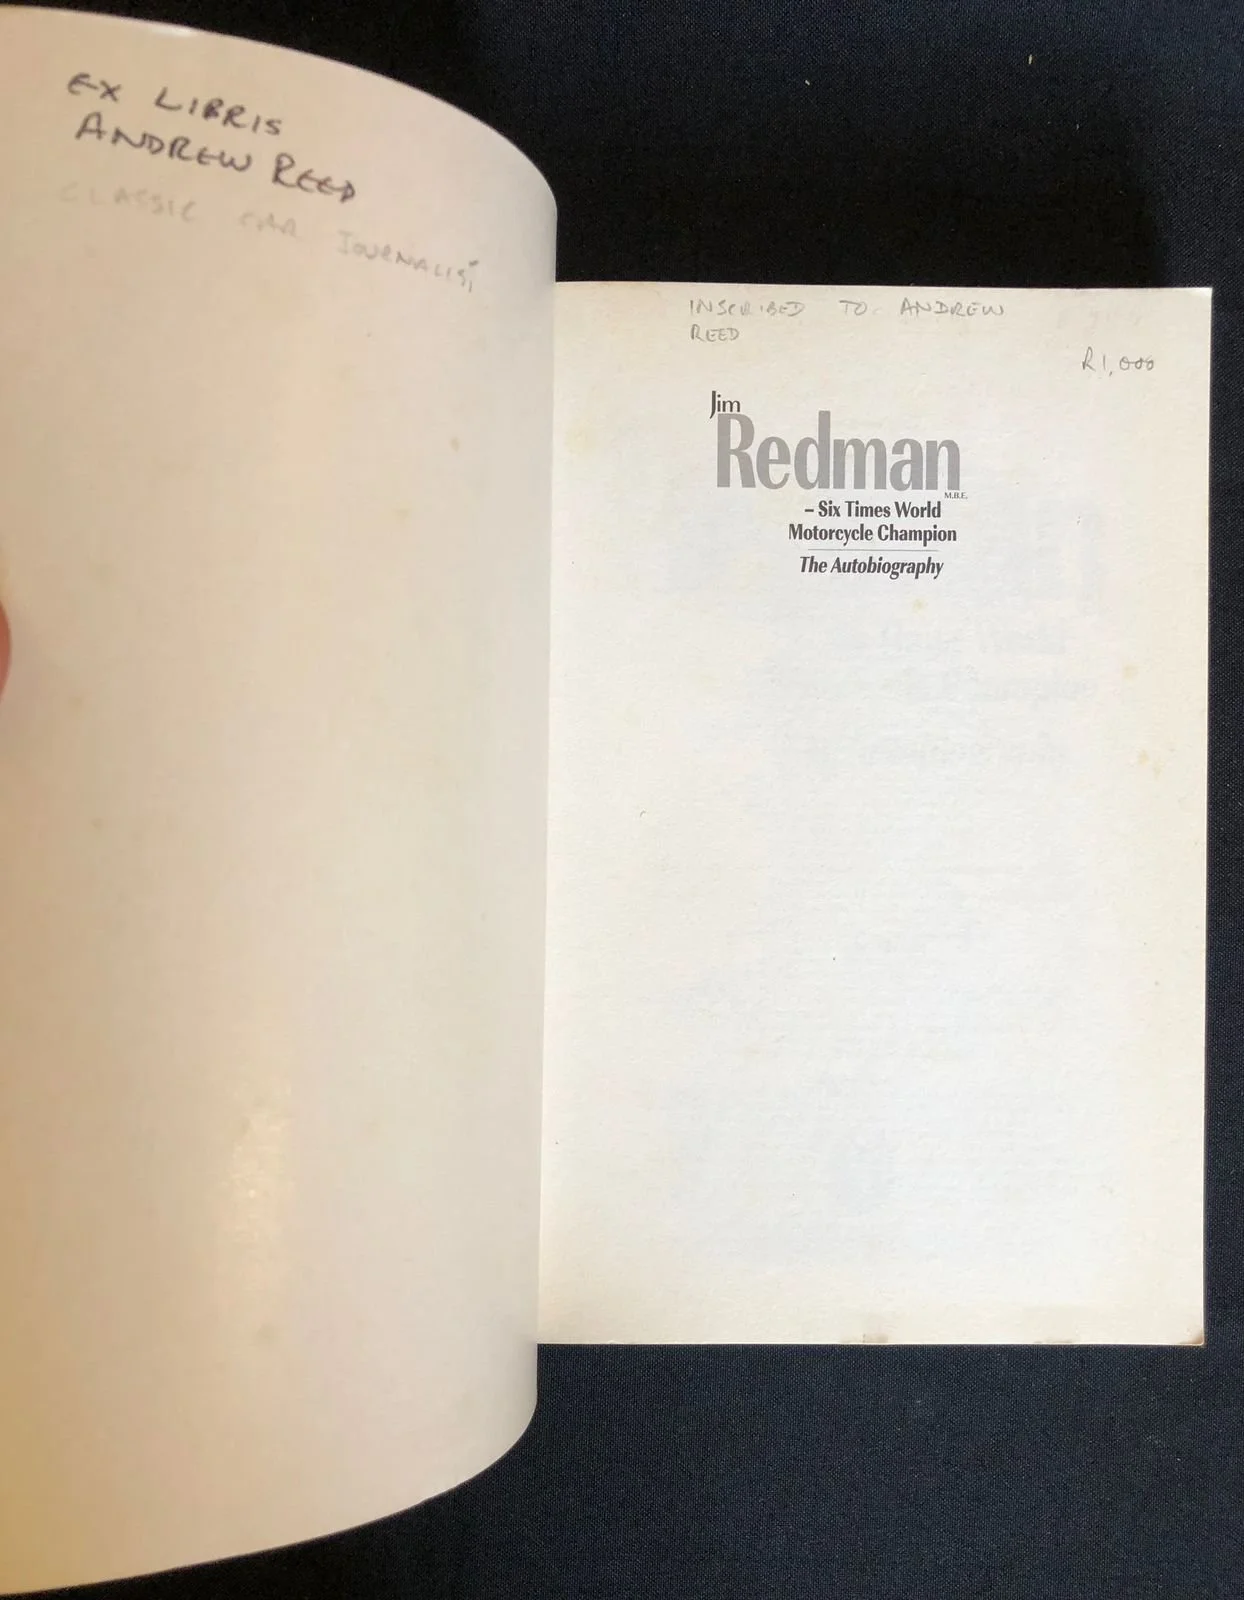 EX LIBRIS
ANDREW REED
CLASSIC CAR JOURNALIST
INSCRIBED TO ANDREW
REED
R1,000
Jim
Redman
M.B.E.
– Six Times World
Motorcycle Champion
The Autobiography